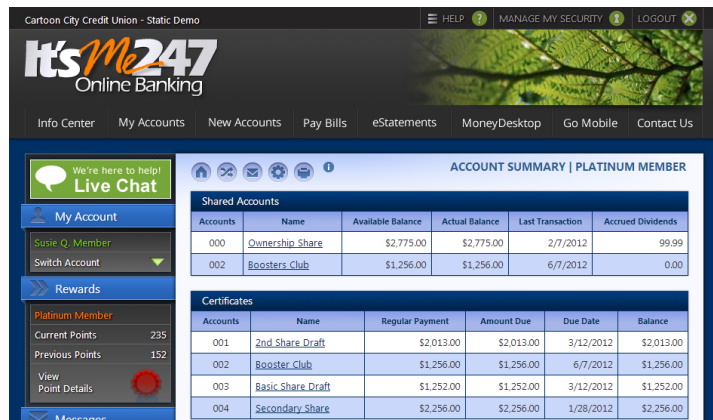 Cartoon City Credit Union - Static Demo
HELP ? MANAGE MY SECURITY LOGOUT
It's Me247
Online Banking
Info Center My Accounts New Accounts Pay Bills eStatements MoneyDesktop Go Mobile Contact Us
We're here to help!
Live Chat
My Account
Susie Q. Member
Switch Account
Rewards
Platinum Member
Current Points 235
Previous Points 152
View
Point Details
Messages
ACCOUNT SUMMARY | PLATINUM MEMBER
Shared Accounts
Accounts Name Available Balance Actual Balance Last Transaction Accrued Dividends
000 Ownership Share $2,775.00 $2,775.00 2/7/2012 99.99
002 Boosters Club $1,256.00 $1,256.00 6/7/2012 0.00
Certificates
Accounts Name Regular Payment Amount Due Due Date Balance
001 2nd Share Draft $2,013.00 $2,013.00 3/12/2012 $2,013.00
002 Booster Club $1,256.00 $1,256.00 6/7/2012 $1,256.00
003 Basic Share Draft $1,252.00 $1,252.00 3/12/2012 $1,252.00
004 Secondary Share $2,256.00 $2,256.00 1/28/2012 $2,256.00